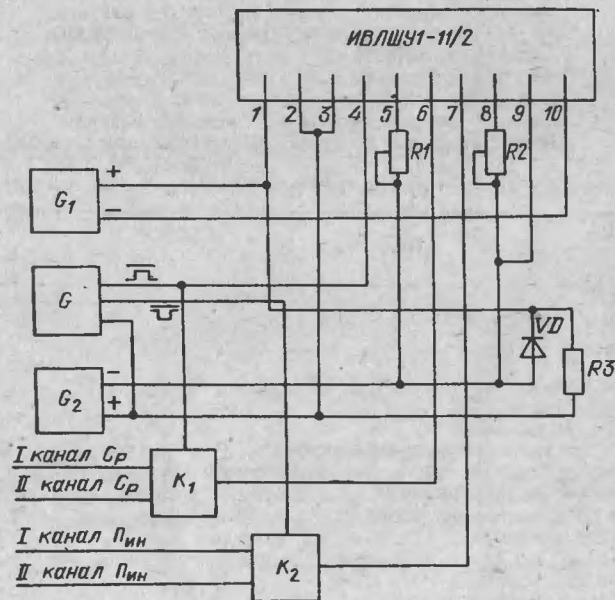 ИВЛШУ1-11/2
1 2 3 4 5 6 7 8 9 10
R1
R2
G1
+
−
G
VD
R3
G2
−
+
I канал Cр
II канал Cр
K1
I канал Пин
II канал Пин
K2